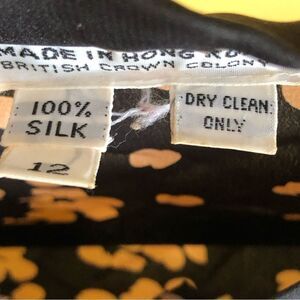 MADE IN HONG KONG
BRITISH CROWN COLONY
100%
SILK
DRY CLEAN
ONLY
12